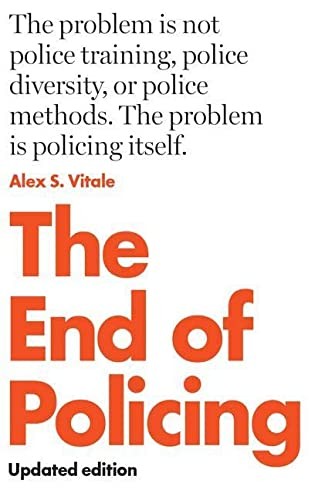 The problem is not
police training, police
diversity, or police
methods. The problem
is policing itself.
Alex S. Vitale
The
End of
Policing
Updated edition